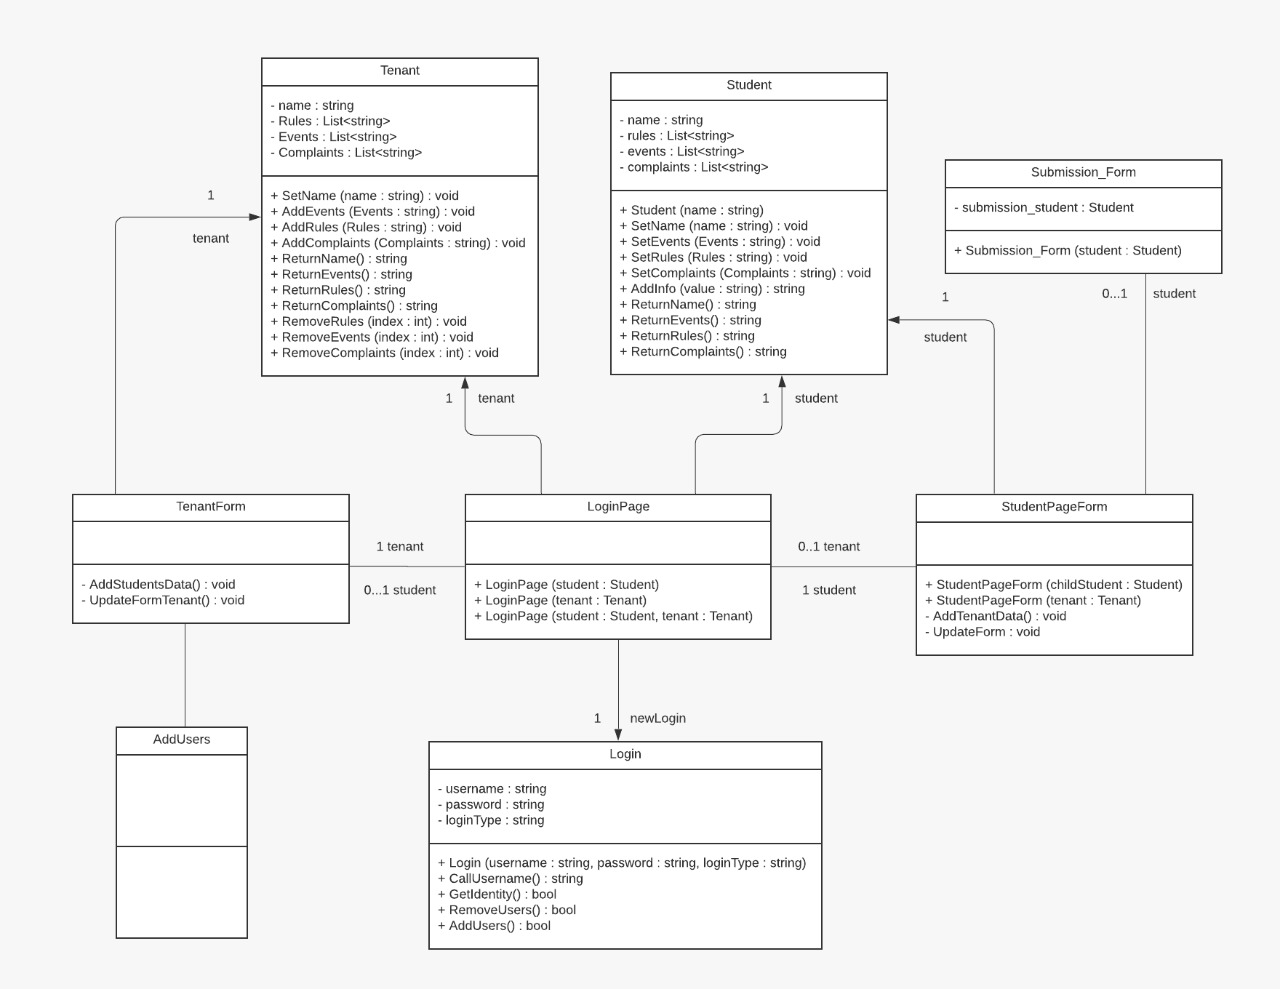 Tenant
- name : string
- Rules : List<string>
- Events : List<string>
- Complaints : List<string>
+ SetName (name : string) : void
+ AddEvents (Events : string) : void
+ AddRules (Rules : string) : void
+ AddComplaints (Complaints : string) : void
+ ReturnName() : string
+ ReturnEvents() : string
+ ReturnRules() : string
+ ReturnComplaints() : string
+ RemoveRules (index : int) : void
+ RemoveEvents (index : int) : void
+ RemoveComplaints (index : int) : void
Student
- name : string
- rules : List<string>
- events : List<string>
- complaints : List<string>
+ Student (name : string)
+ SetName (name : string) : void
+ SetEvents (Events : string) : void
+ SetRules (Rules : string) : void
+ SetComplaints (Complaints : string) : void
+ AddInfo (value : string) : string
+ ReturnName() : string
+ ReturnEvents() : string
+ ReturnRules() : string
+ ReturnComplaints() : string
Submission_Form
- submission_student : Student
+ Submission_Form (student : Student)
1
tenant
1 tenant
1 student
1
student
0...1 student
TenantForm
- AddStudentsData() : void
- UpdateFormTenant() : void
1 tenant
0...1 student
LoginPage
+ LoginPage (student : Student)
+ LoginPage (tenant : Tenant)
+ LoginPage (student : Student, tenant : Tenant)
0..1 tenant
1 student
StudentPageForm
+ StudentPageForm (childStudent : Student)
+ StudentPageForm (tenant : Tenant)
- AddTenantData() : void
- UpdateForm : void
AddUsers
1 newLogin
Login
- username : string
- password : string
- loginType : string
+ Login (username : string, password : string, loginType : string)
+ CallUsername() : string
+ GetIdentity() : bool
+ RemoveUsers() : bool
+ AddUsers() : bool